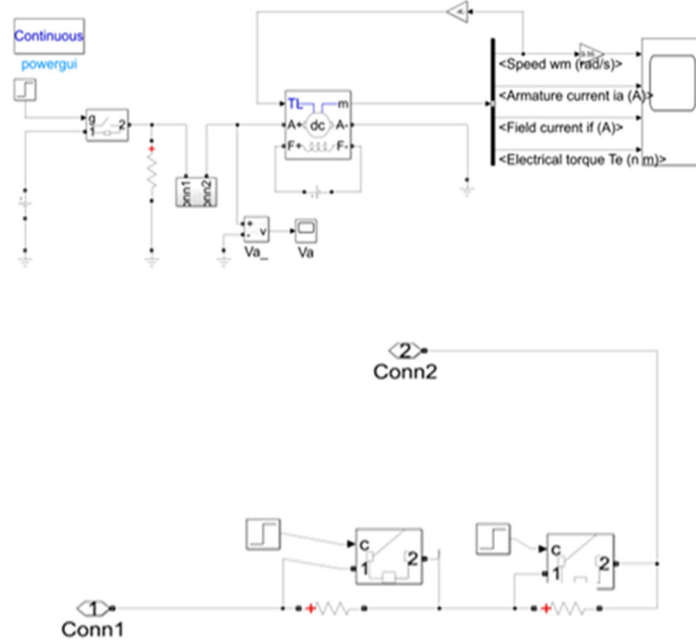 Continuous
powergui
g
1
2
onn1
onn2
TL
m
A+
dc
A-
F+
F-
+
-
v
Va_
Va
<Speed wm (rad/s)>
<Armature current ia (A)>
<Field current if (A)>
<Electrical torque Te (n m)>
2
Conn2
c
1
2
c
1
2
1
Conn1
+
+